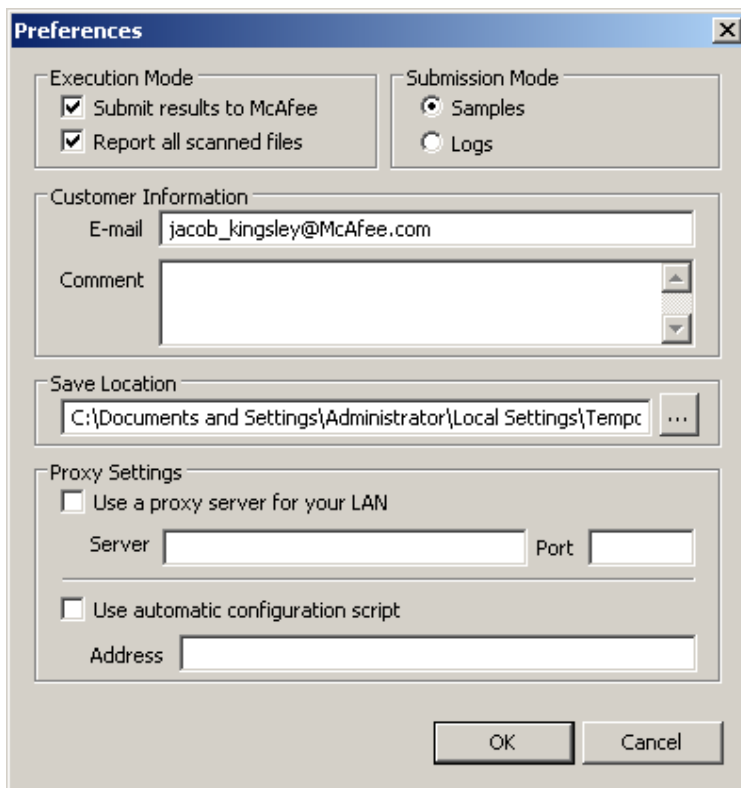 Preferences
Execution Mode
Submit results to McAfee
Report all scanned files
Submission Mode
Samples
Logs
Customer Information
E-mail jacob_kingsley@McAfee.com
Comment
Save Location
C:\Documents and Settings\Administrator\Local Settings\Tempc
...
Proxy Settings
Use a proxy server for your LAN
Server Port
Use automatic configuration script
Address
OK Cancel